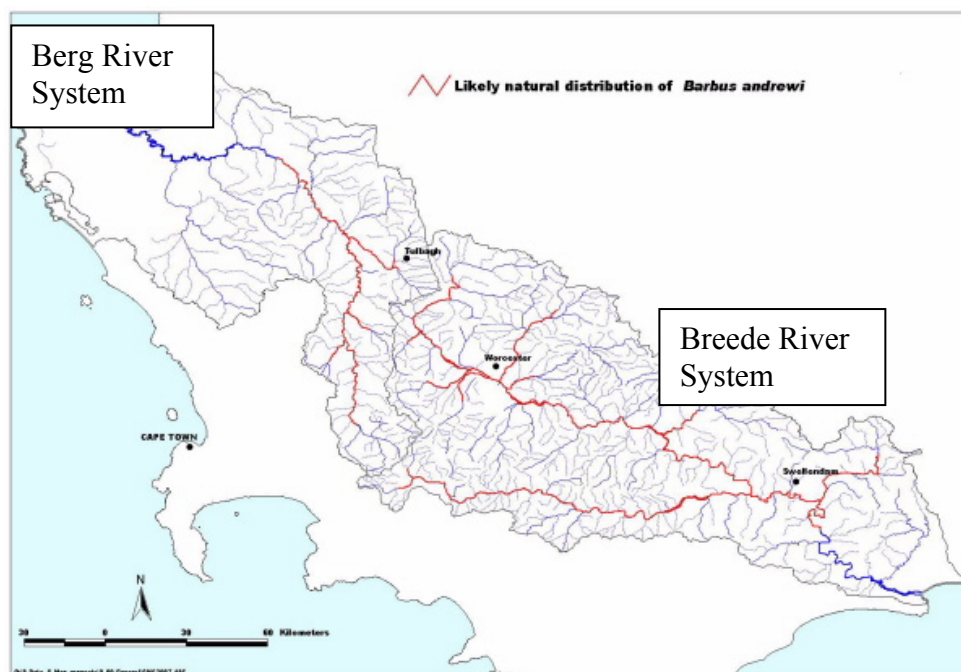 Berg River
System
Likely natural distribution of Barbus andrewi
Tulbagh
Breede River
System
Worcester
CAPE TOWN
Swellendam
N
30 0 30 60 Kilometers